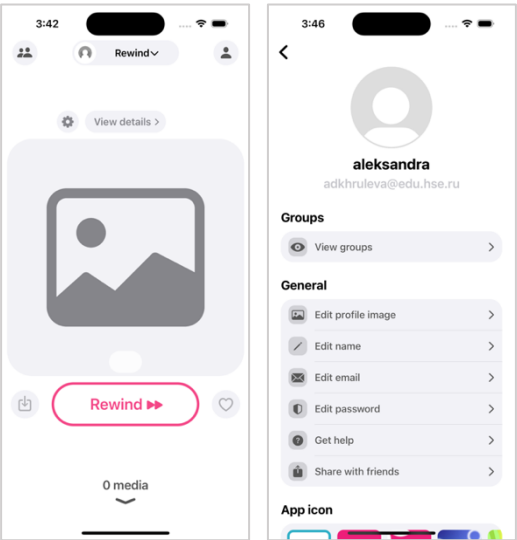 3:42
Rewind
View details
Rewind
0 media
3:46
aleksandra
adkhruleva@edu.hse.ru
Groups
View groups
General
Edit profile image
Edit name
Edit email
Edit password
Get help
Share with friends
App icon